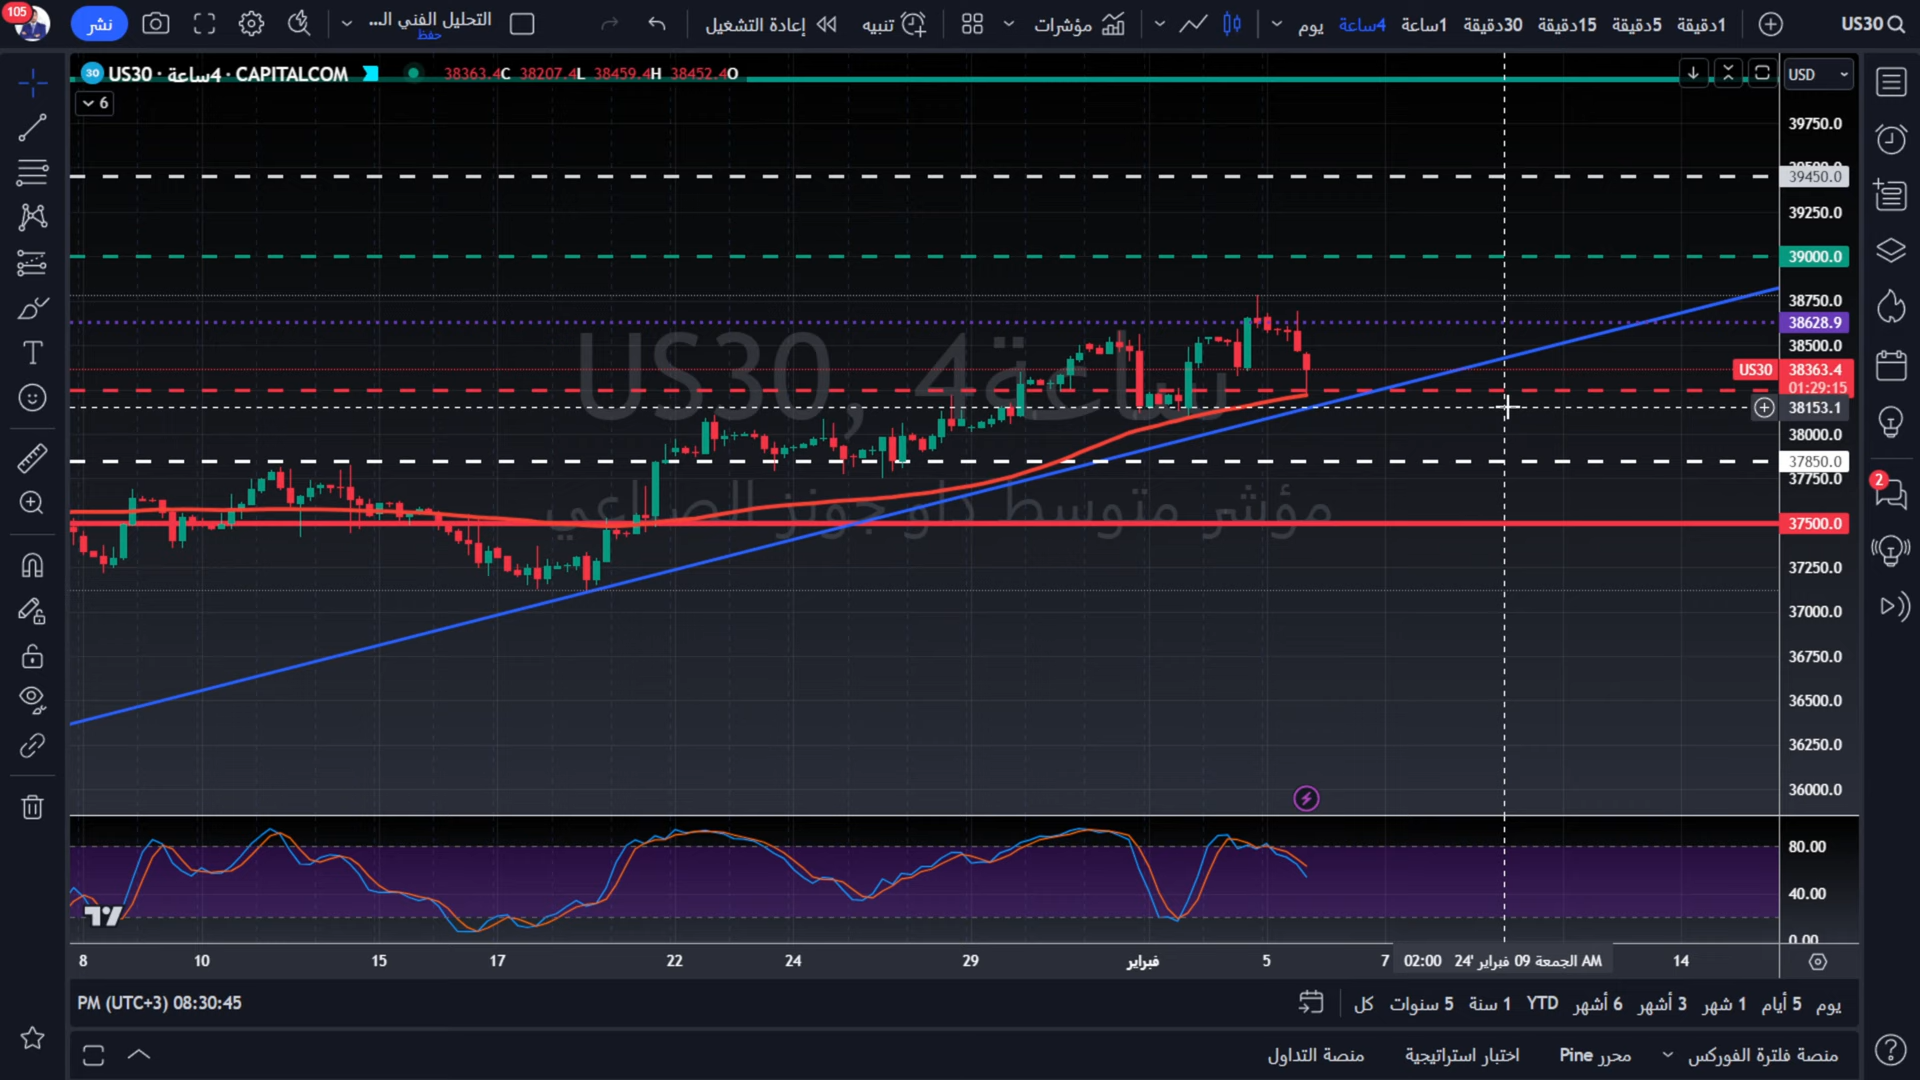 105
نشر
التحليل الفني الـ...
حفظ
إعادة التشغيل
تنبيه
مؤشرات
يوم
4ساعة
1ساعة
30دقيقة
15دقيقة
5دقيقة
1دقيقة
US30
30 US30 · 4ساعة · CAPITALCOM
38363.4C 38207.4L 38459.4H 38452.4O
6
USD
39750.0
39500.0
39450.0
39250.0
39000.0
38750.0
38628.9
38500.0
US30 38363.4
01:29:15
38153.1
38000.0
37850.0
37750.0
37500.0
37250.0
37000.0
36750.0
36500.0
36250.0
36000.0
US30, 4ساعة
مؤشر متوسط داو جونز الصناعي
2
80.00
40.00
0.00
8 10 15 17 22 24 29 فبراير 5 7 02:00 الجمعة 09 فبراير '24 AM 14
PM (UTC+3) 08:30:45
يوم 5 أيام 1 شهر 3 أشهر 6 أشهر YTD 1 سنة 5 سنوات كل
منصة فلترة الفوركس محرر Pine اختبار استراتيجية منصة التداول